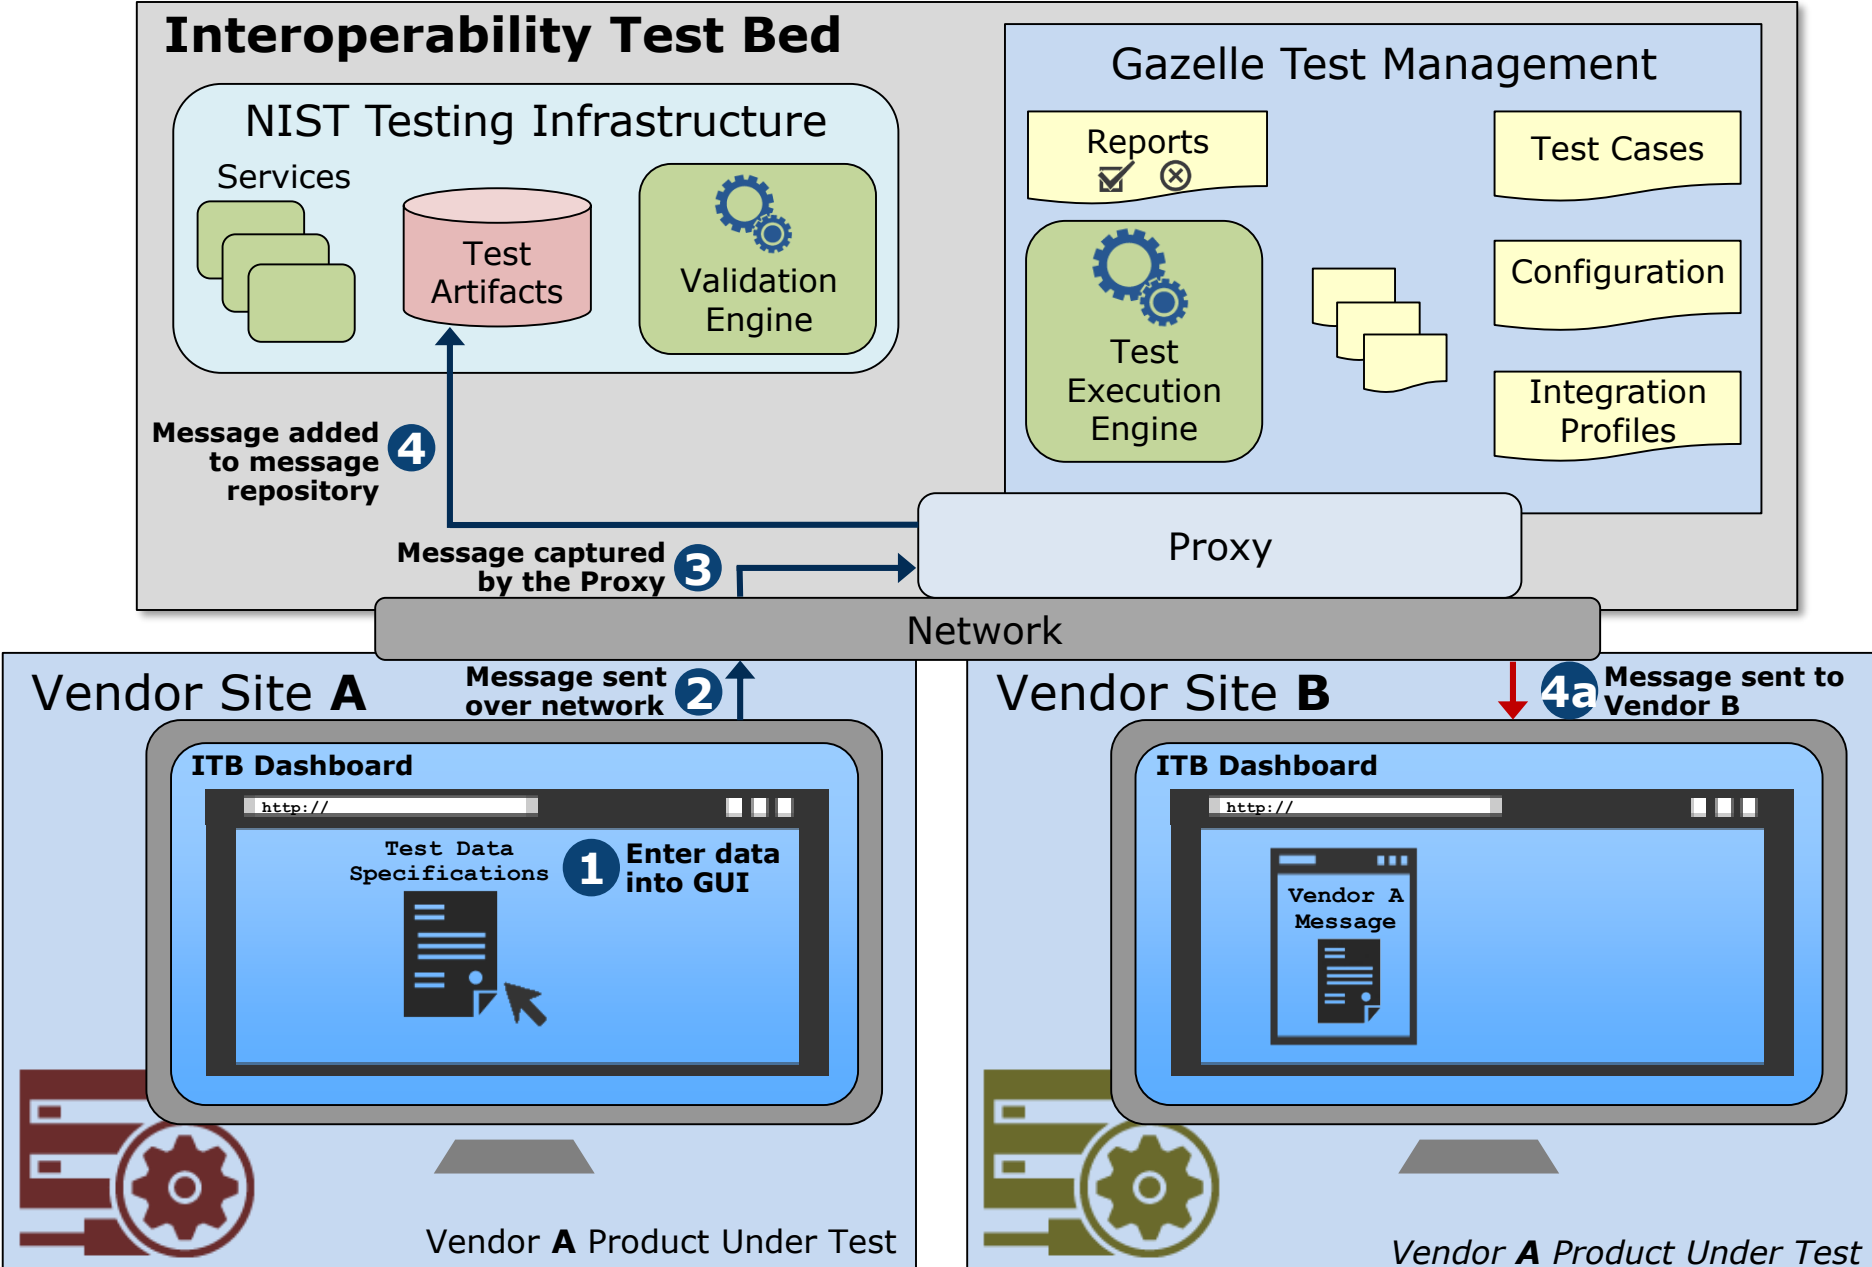 Interoperability Test Bed
NIST Testing Infrastructure
Services
Test
Artifacts
Validation
Engine
Gazelle Test Management
Reports
Test
Execution
Engine
Test Cases
Configuration
Integration
Profiles
Message added
to message
repository
4
Message captured
by the Proxy
3
Proxy
Network
Vendor Site A
Message sent
over network
2
ITB Dashboard
http://
Test Data
Specifications
1
Enter data
into GUI
Vendor A Product Under Test
Vendor Site B
4a
Message sent to
Vendor B
ITB Dashboard
http://
Vendor A
Message
Vendor A Product Under Test